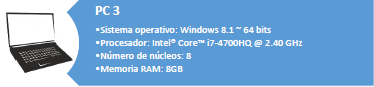 PC 3
•Sistema operativo: Windows 8.1 ~ 64 bits
•Procesador: Intel® Core™ i7-4700HQ @ 2.40 GHz
•Número de núcleos: 8
•Memoria RAM: 8GB